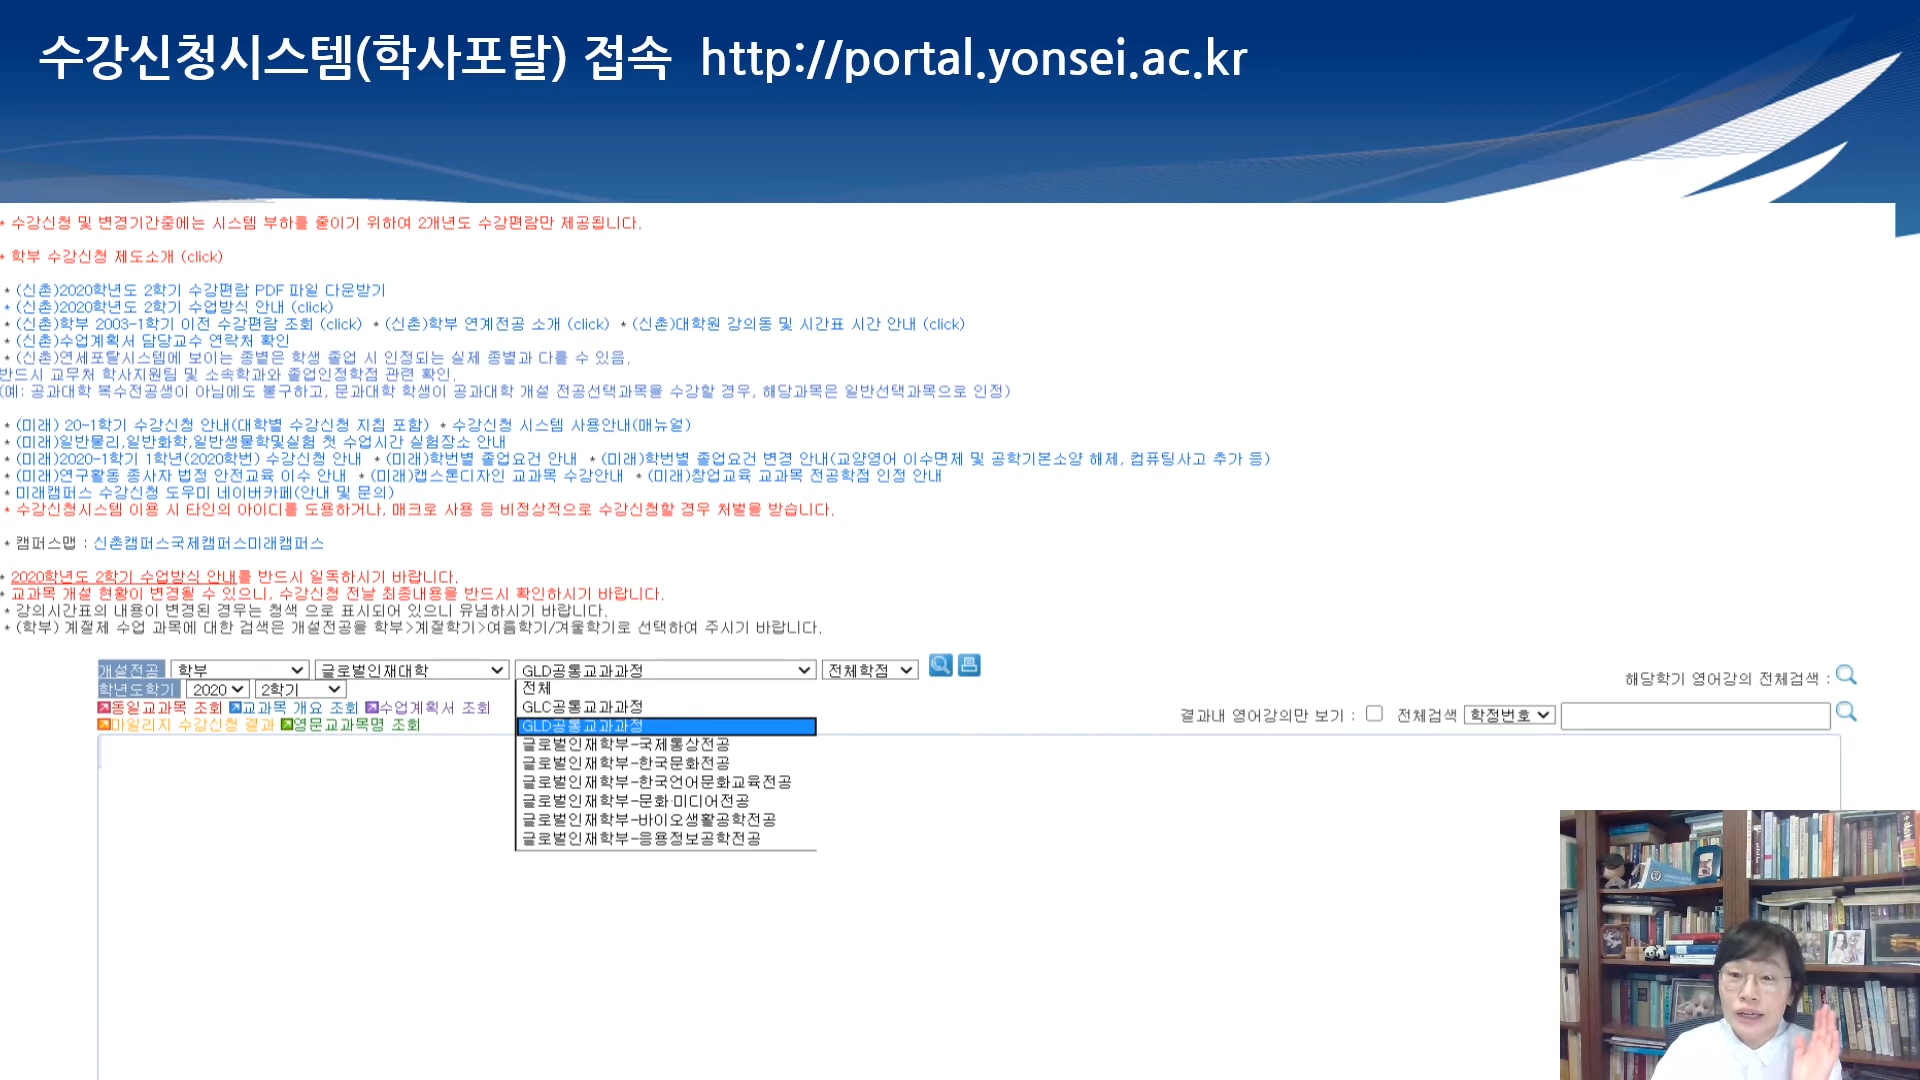 수강신청시스템(학사포탈) 접속 http://portal.yonsei.ac.kr
* 수강신청 및 변경기간중에는 시스템 부하를 줄이기 위하여 2개년도 수강편람만 제공됩니다.
* 학부 수강신청 제도소개 (click)
* (신촌)2020학년도 2학기 수강편람 PDF 파일 다운받기
* (신촌)2020학년도 2학기 수업방식 안내 (click)
* (신촌)학부 2003-1학기 이전 수강편람 조회 (click) * (신촌)학부 연계전공 소개 (click) * (신촌)대학원 강의동 및 시간표 시간 안내 (click)
* (신촌)수업계획서 담당교수 연락처 확인
* (신촌)연세포탈시스템에 보이는 종별은 학생 졸업 시 인정되는 실제 종별과 다를 수 있음.
반드시 교무처 학사지원팀 및 소속학과와 졸업인정학점 관련 확인.
(예: 공과대학 복수전공생이 아님에도 불구하고, 문과대학 학생이 공과대학 개설 전공선택과목을 수강할 경우, 해당과목은 일반선택과목으로 인정)
* (미래) 20-1학기 수강신청 안내(대학별 수강신청 지침 포함) * 수강신청 시스템 사용안내(매뉴얼)
* (미래)일반물리,일반화학,일반생물학및실험 첫 수업시간 실험장소 안내
* (미래)2020-1학기 1학년(2020학번) 수강신청 안내 * (미래)학번별 졸업요건 안내 * (미래)학번별 졸업요건 변경 안내(교양영어 이수면제 및 공학기본소양 해제, 컴퓨팅사고 추가 등)
* (미래)연구활동 종사자 법정 안전교육 이수 안내 * (미래)캡스톤디자인 교과목 수강안내 * (미래)창업교육 교과목 전공학점 인정 안내
* 미래캠퍼스 수강신청 도우미 네이버카페(안내 및 문의)
* 수강신청시스템 이용 시 타인의 아이디를 도용하거나, 매크로 사용 등 비정상적으로 수강신청할 경우 처벌을 받습니다.
* 캠퍼스맵 : 신촌캠퍼스국제캠퍼스미래캠퍼스
* 2020학년도 2학기 수업방식 안내를 반드시 일독하시기 바랍니다.
* 교과목 개설 현황이 변경될 수 있으니, 수강신청 전날 최종내용을 반드시 확인하시기 바랍니다.
* 강의시간표의 내용이 변경된 경우는 청색 으로 표시되어 있으니 유념하시기 바랍니다.
* (학부) 계절제 수업 과목에 대한 검색은 개설전공을 학부>계절학기>여름학기/겨울학기로 선택하여 주시기 바랍니다.
개설전공 학부 글로벌인재대학 GLD공통교과과정 전체학점
해당학기 영어강의 전체검색 :
학년도학기 2020 2학기
동일교과목 조회 교과목 개요 조회 수업계획서 조회
마일리지 수강신청 결과 영문교과목명 조회
결과내 영어강의만 보기 : 전체검색 학정번호
전체
GLC공통교과과정
GLD공통교과과정
글로벌인재학부-국제통상전공
글로벌인재학부-한국문화전공
글로벌인재학부-한국언어문화교육전공
글로벌인재학부-문화·미디어전공
글로벌인재학부-바이오생활공학전공
글로벌인재학부-응용정보공학전공